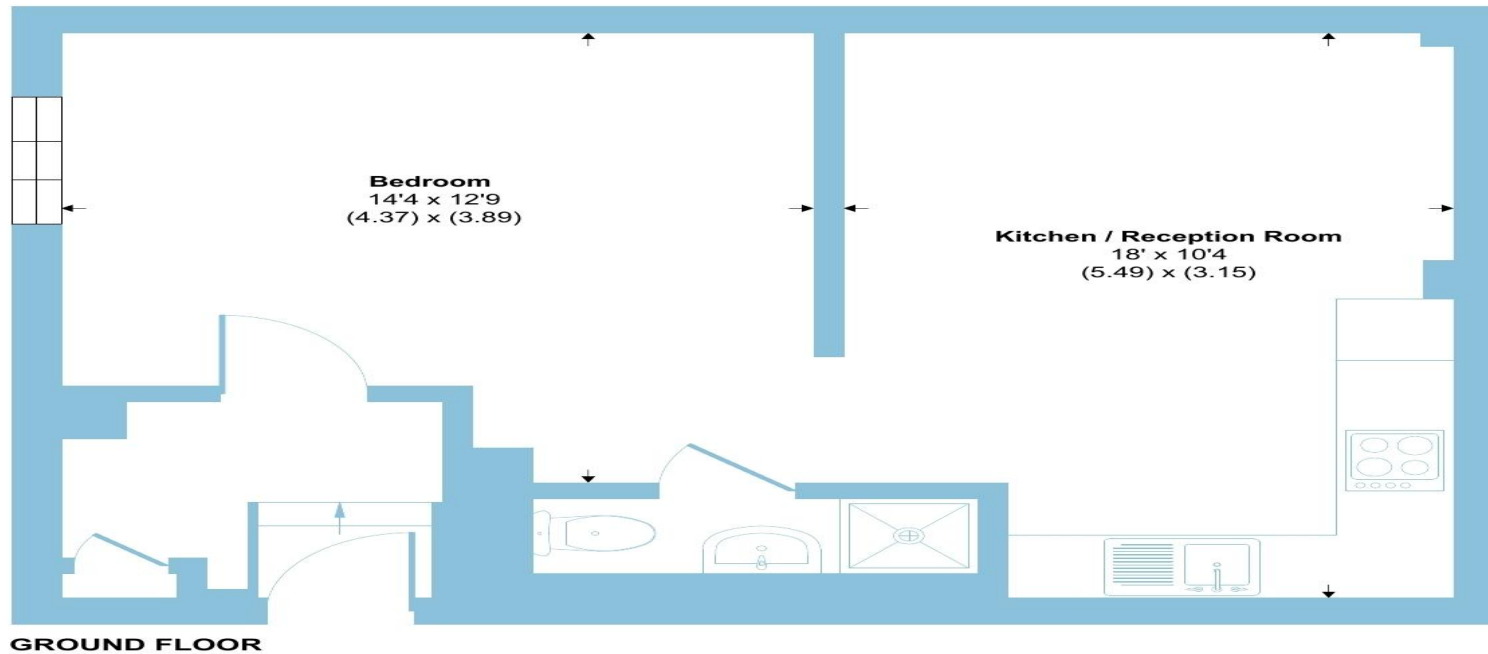 Bedroom
14'4 x 12'9
(4.37) x (3.89)
Kitchen / Reception Room
18' x 10'4
(5.49) x (3.15)
GROUND FLOOR